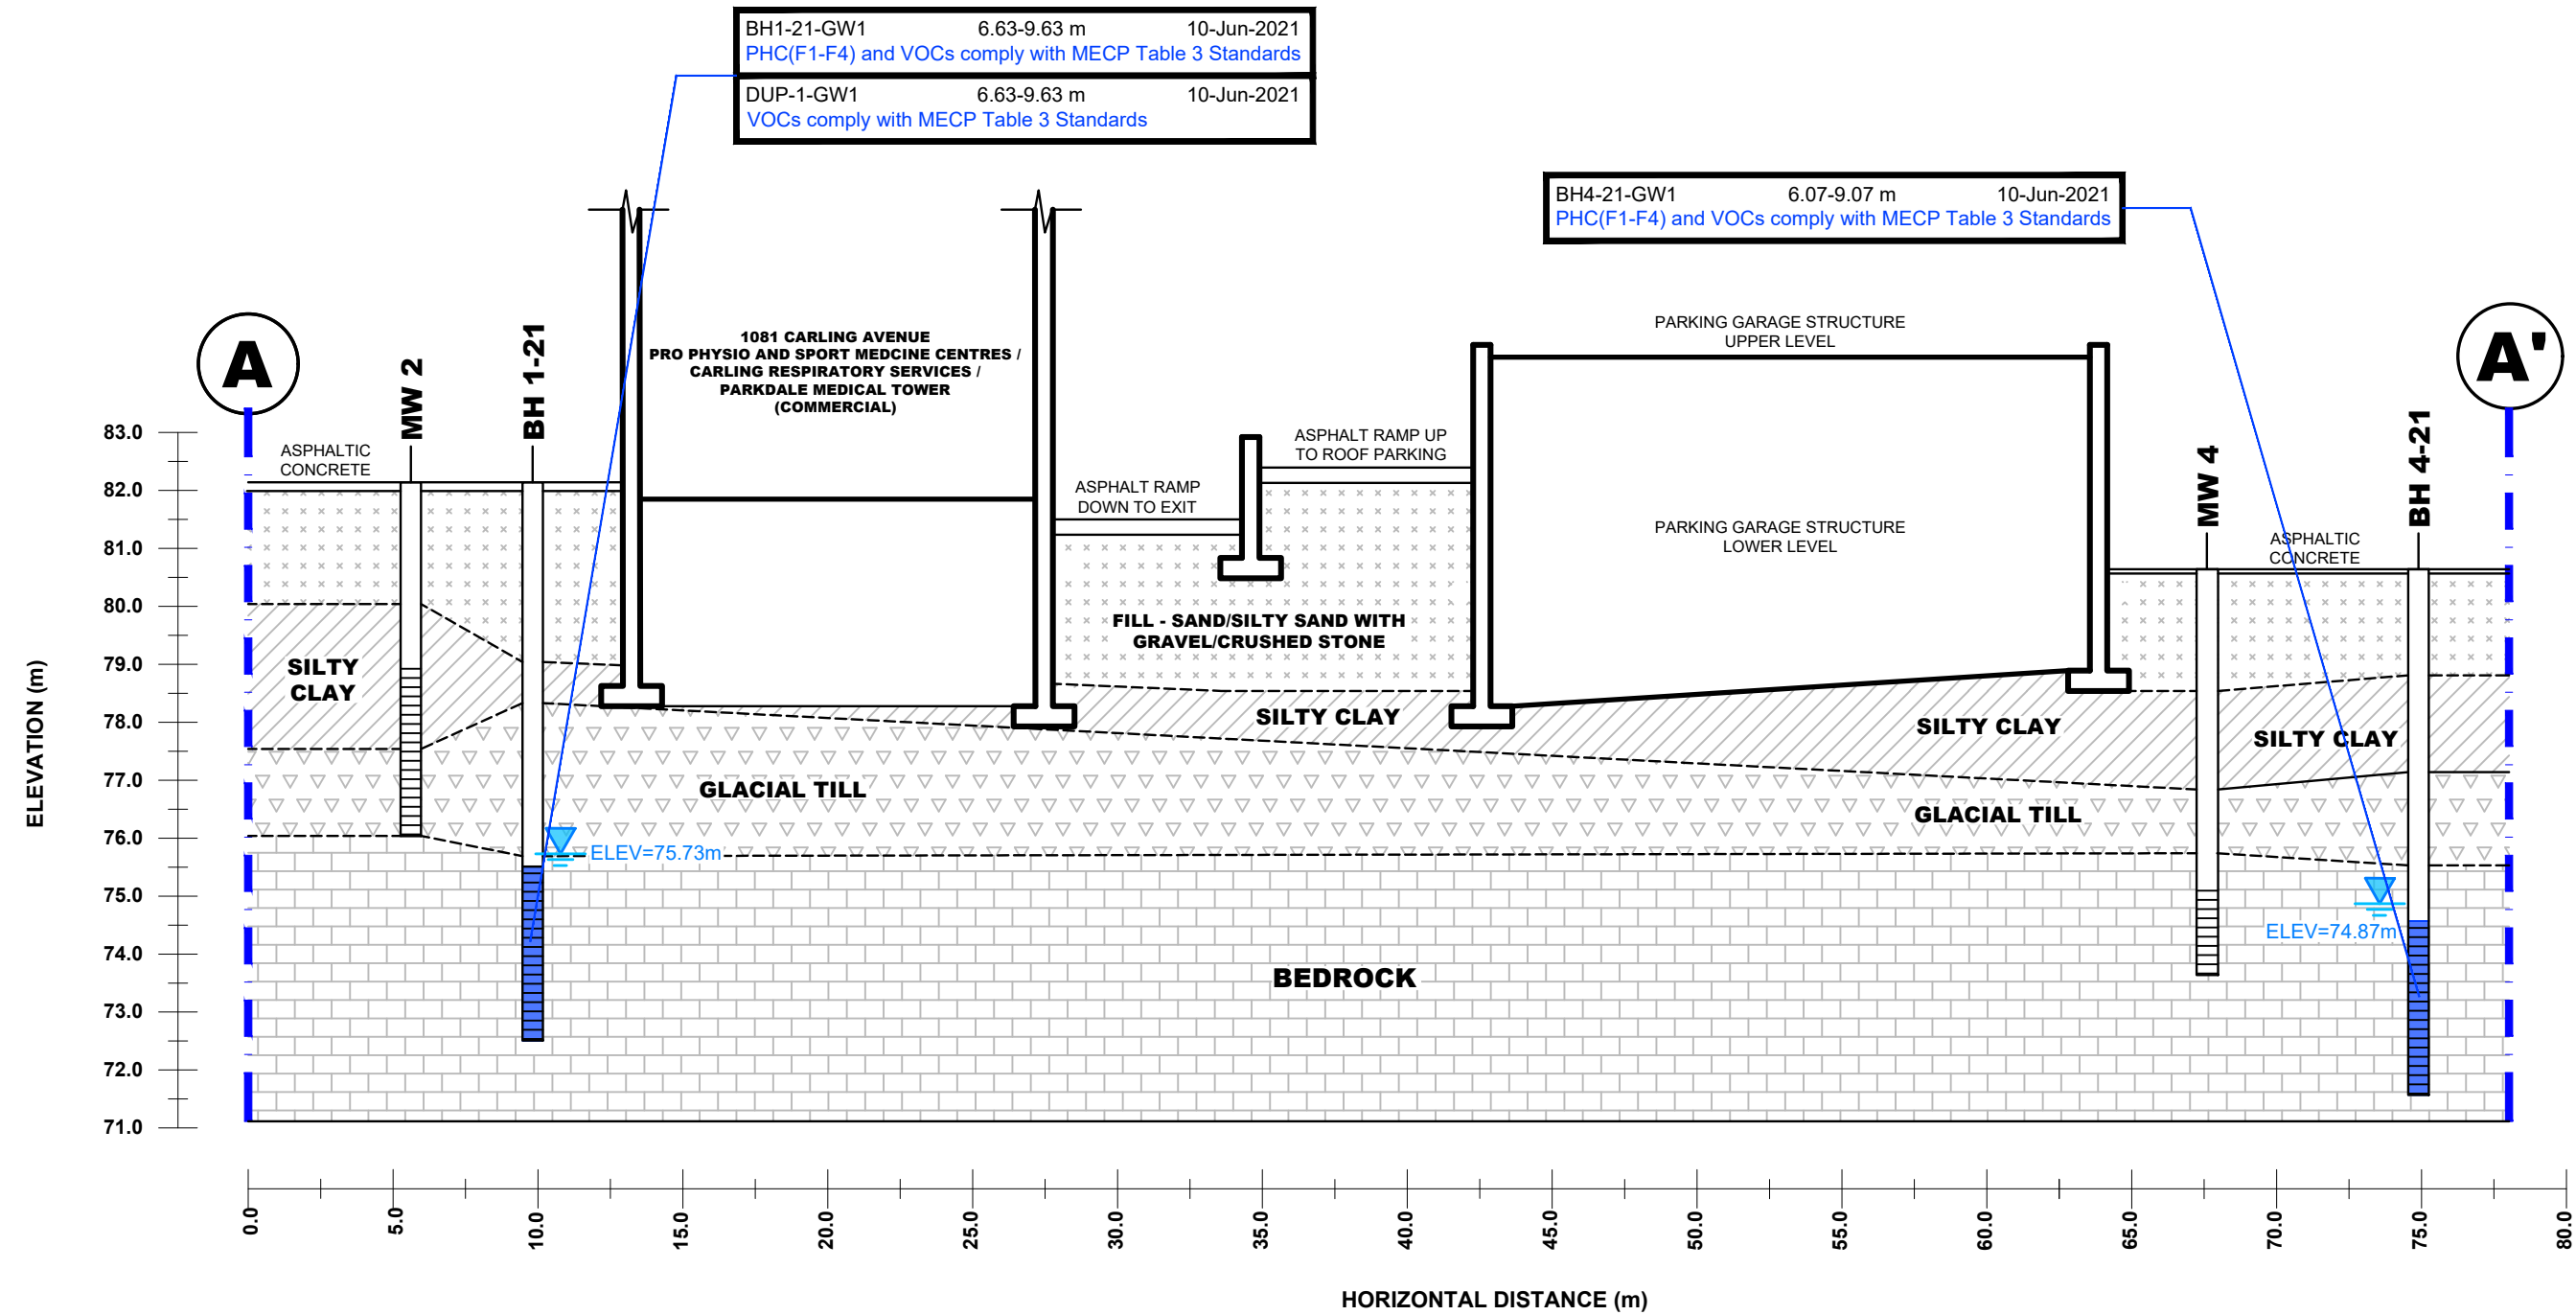 BH1-21-GW1 6.63-9.63 m 10-Jun-2021
PHC(F1-F4) and VOCs comply with MECP Table 3 Standards
DUP-1-GW1 6.63-9.63 m 10-Jun-2021
VOCs comply with MECP Table 3 Standards
BH4-21-GW1 6.07-9.07 m 10-Jun-2021
PHC(F1-F4) and VOCs comply with MECP Table 3 Standards
A
MW 2
BH 1-21
1081 CARLING AVENUE
PRO PHYSIO AND SPORT MEDCINE CENTRES /
CARLING RESPIRATORY SERVICES /
PARKDALE MEDICAL TOWER
(COMMERCIAL)
PARKING GARAGE STRUCTURE
UPPER LEVEL
A'
ASPHALTIC
CONCRETE
ASPHALT RAMP UP
TO ROOF PARKING
ASPHALT RAMP
DOWN TO EXIT
PARKING GARAGE STRUCTURE
LOWER LEVEL
MW 4
BH 4-21
ASPHALTIC
CONCRETE
FILL - SAND/SILTY SAND WITH
GRAVEL/CRUSHED STONE
SILTY
CLAY
SILTY CLAY
SILTY CLAY
SILTY CLAY
GLACIAL TILL
GLACIAL TILL
ELEV=75.73m
ELEV=74.87m
BEDROCK
ELEVATION (m)
83.0
82.0
81.0
80.0
79.0
78.0
77.0
76.0
75.0
74.0
73.0
72.0
71.0
0.0
5.0
10.0
15.0
20.0
25.0
30.0
35.0
40.0
45.0
50.0
55.0
60.0
65.0
70.0
75.0
80.0
HORIZONTAL DISTANCE (m)